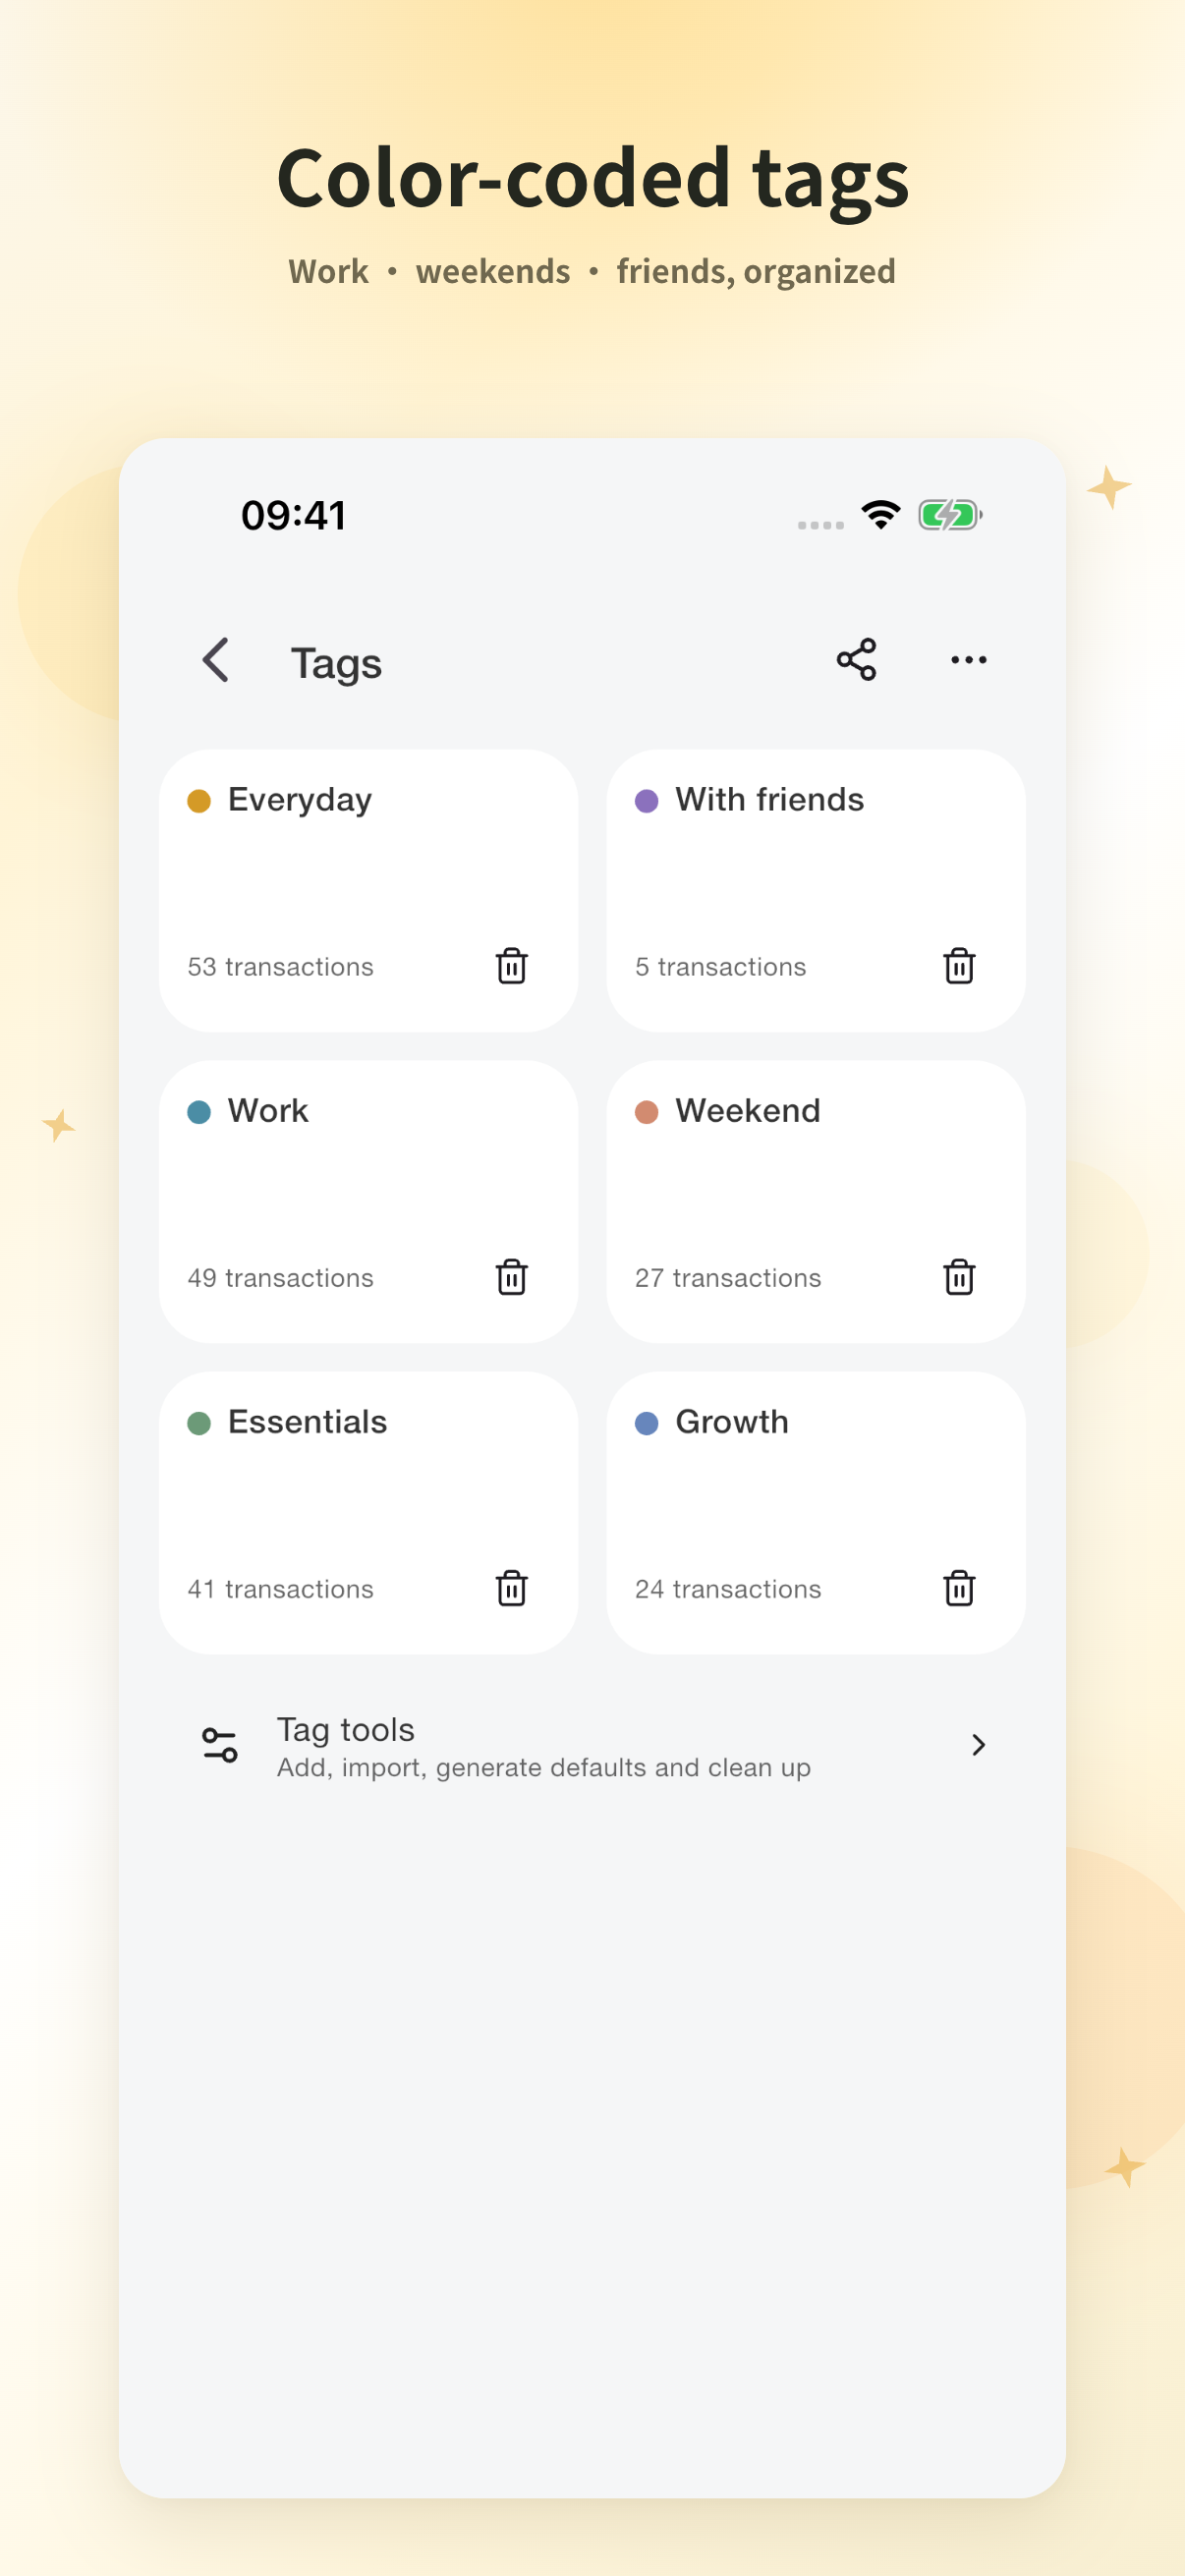 Color-coded tags
Work • weekends • friends, organized
09:41
Tags
Everyday
With friends
53 transactions
5 transactions
Work
Weekend
49 transactions
27 transactions
Essentials
Growth
41 transactions
24 transactions
Tag tools
Add, import, generate defaults and clean up